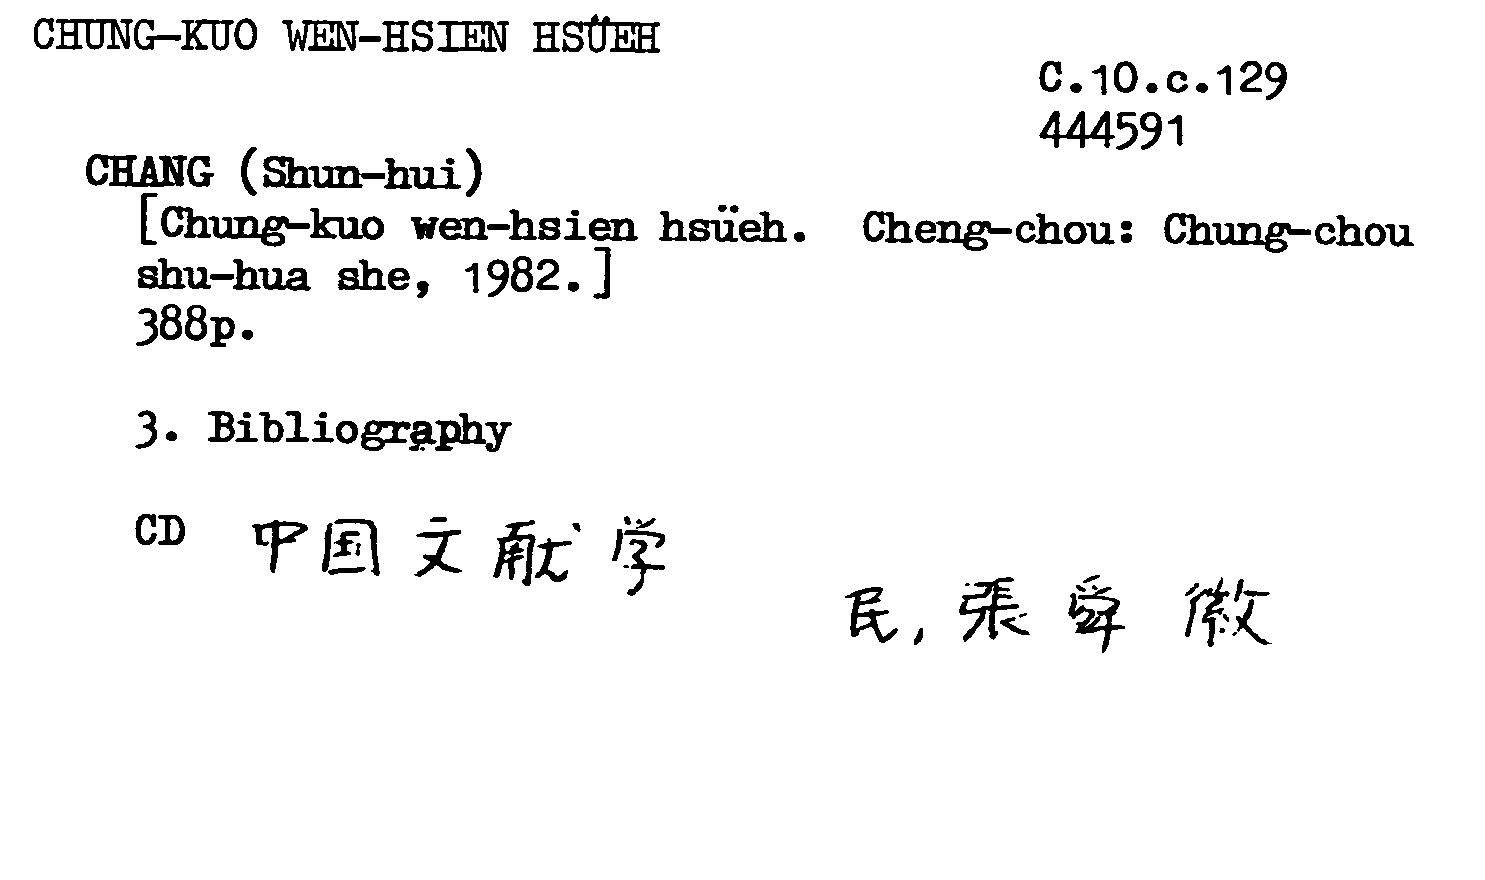 CHUNG-KUO WEN-HSIEN HSÜEH
C.10.c.129
444591
CHANG (Shun-hui)
[Chung-kuo wen-hsien hsüeh. Cheng-chou: Chung-chou
shu-hua she, 1982.]
388p.
3. Bibliography
CD 中国文献学
民, 張舜徽